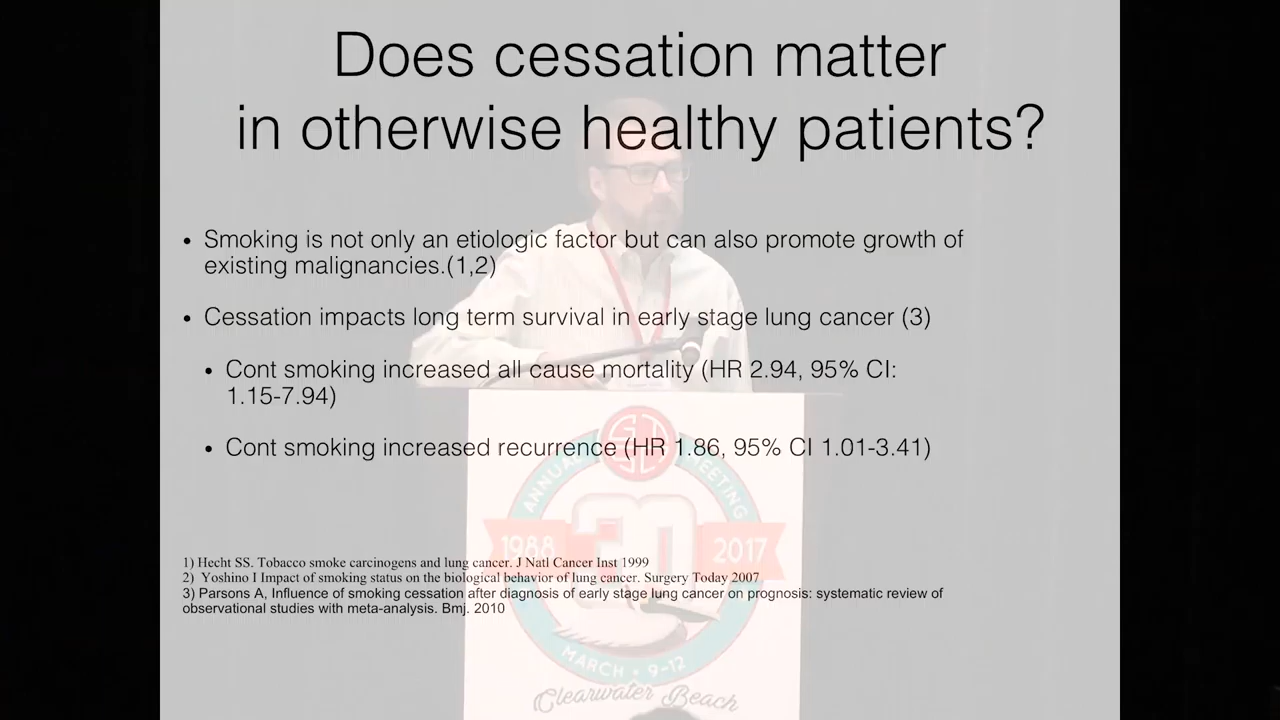 Does cessation matter
in otherwise healthy patients?
• Smoking is not only an etiologic factor but can also promote growth of
existing malignancies.(1,2)
• Cessation impacts long term survival in early stage lung cancer (3)
• Cont smoking increased all cause mortality (HR 2.94, 95% CI:
1.15-7.94)
• Cont smoking increased recurrence (HR 1.86, 95% CI 1.01-3.41)
ANNUAL MEETING
30
1988 2017
1) Hecht SS. Tobacco smoke carcinogens and lung cancer. J Natl Cancer Inst 1999
2) Yoshino I Impact of smoking status on the biological behavior of lung cancer. Surgery Today 2007
3) Parsons A, Influence of smoking cessation after diagnosis of early stage lung cancer on prognosis: systematic review of
observational studies with meta-analysis. Bmj. 2010
MARCH • 9-12
Clearwater Beach